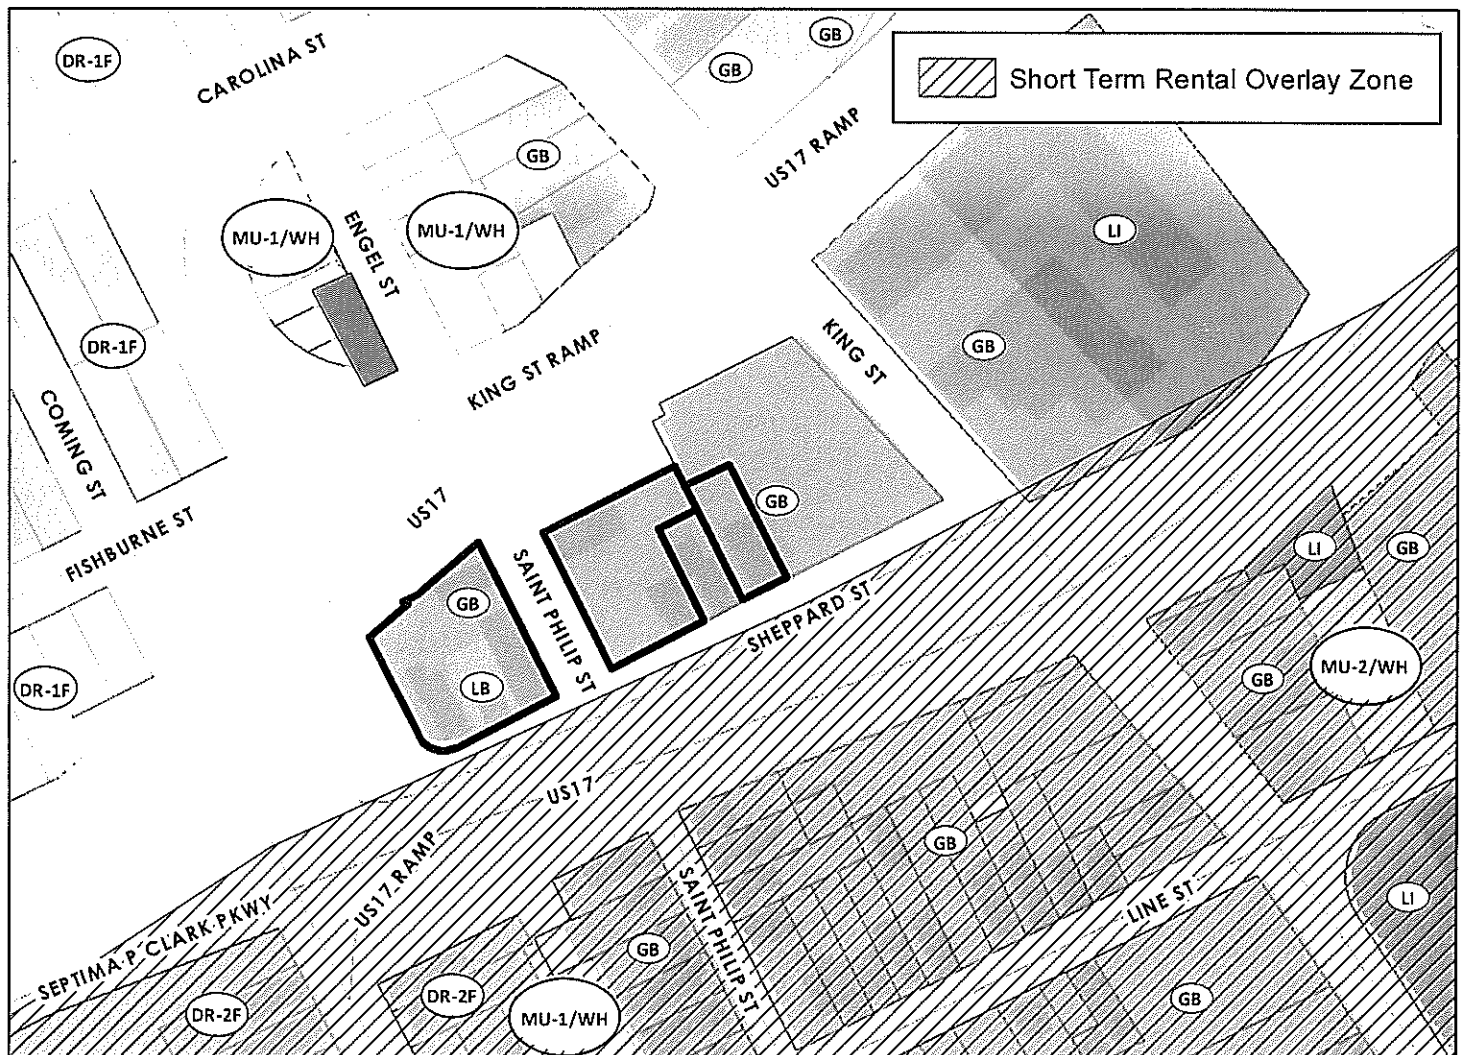 DR-1F
CAROLINA ST
GB
GB
Short Term Rental Overlay Zone
US17 RAMP
GB
MU-1/WH
ENGEL ST
MU-1/WH
LI
DR-1F
KING ST RAMP
KING ST
GB
COMING ST
US17
GB
FISHBURNE ST
SAINT PHILIP ST
LI
GB
GB
SHEPPARD ST
DR-1F
LB
GB
MU-2/WH
US17
US17 RAMP
GB
SAINT PHILIP ST
LINE ST
LI
SEPTIMA P CLARK PKWY
GB
DR-2F
DR-2F
MU-1/WH
GB